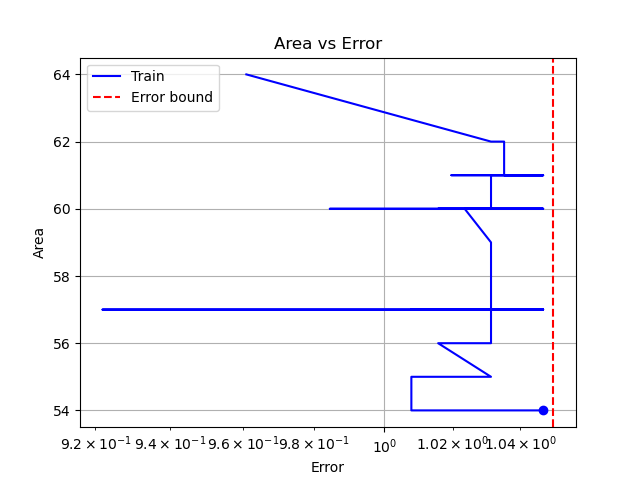 Area vs Error
Train
Error bound
64
62
60
58
56
54
Area
9.2 × 10⁻¹ 9.4 × 10⁻¹ 9.6 × 10⁻¹ 9.8 × 10⁻¹ 10⁰ 1.02 × 10⁰ 1.04 × 10⁰
Error